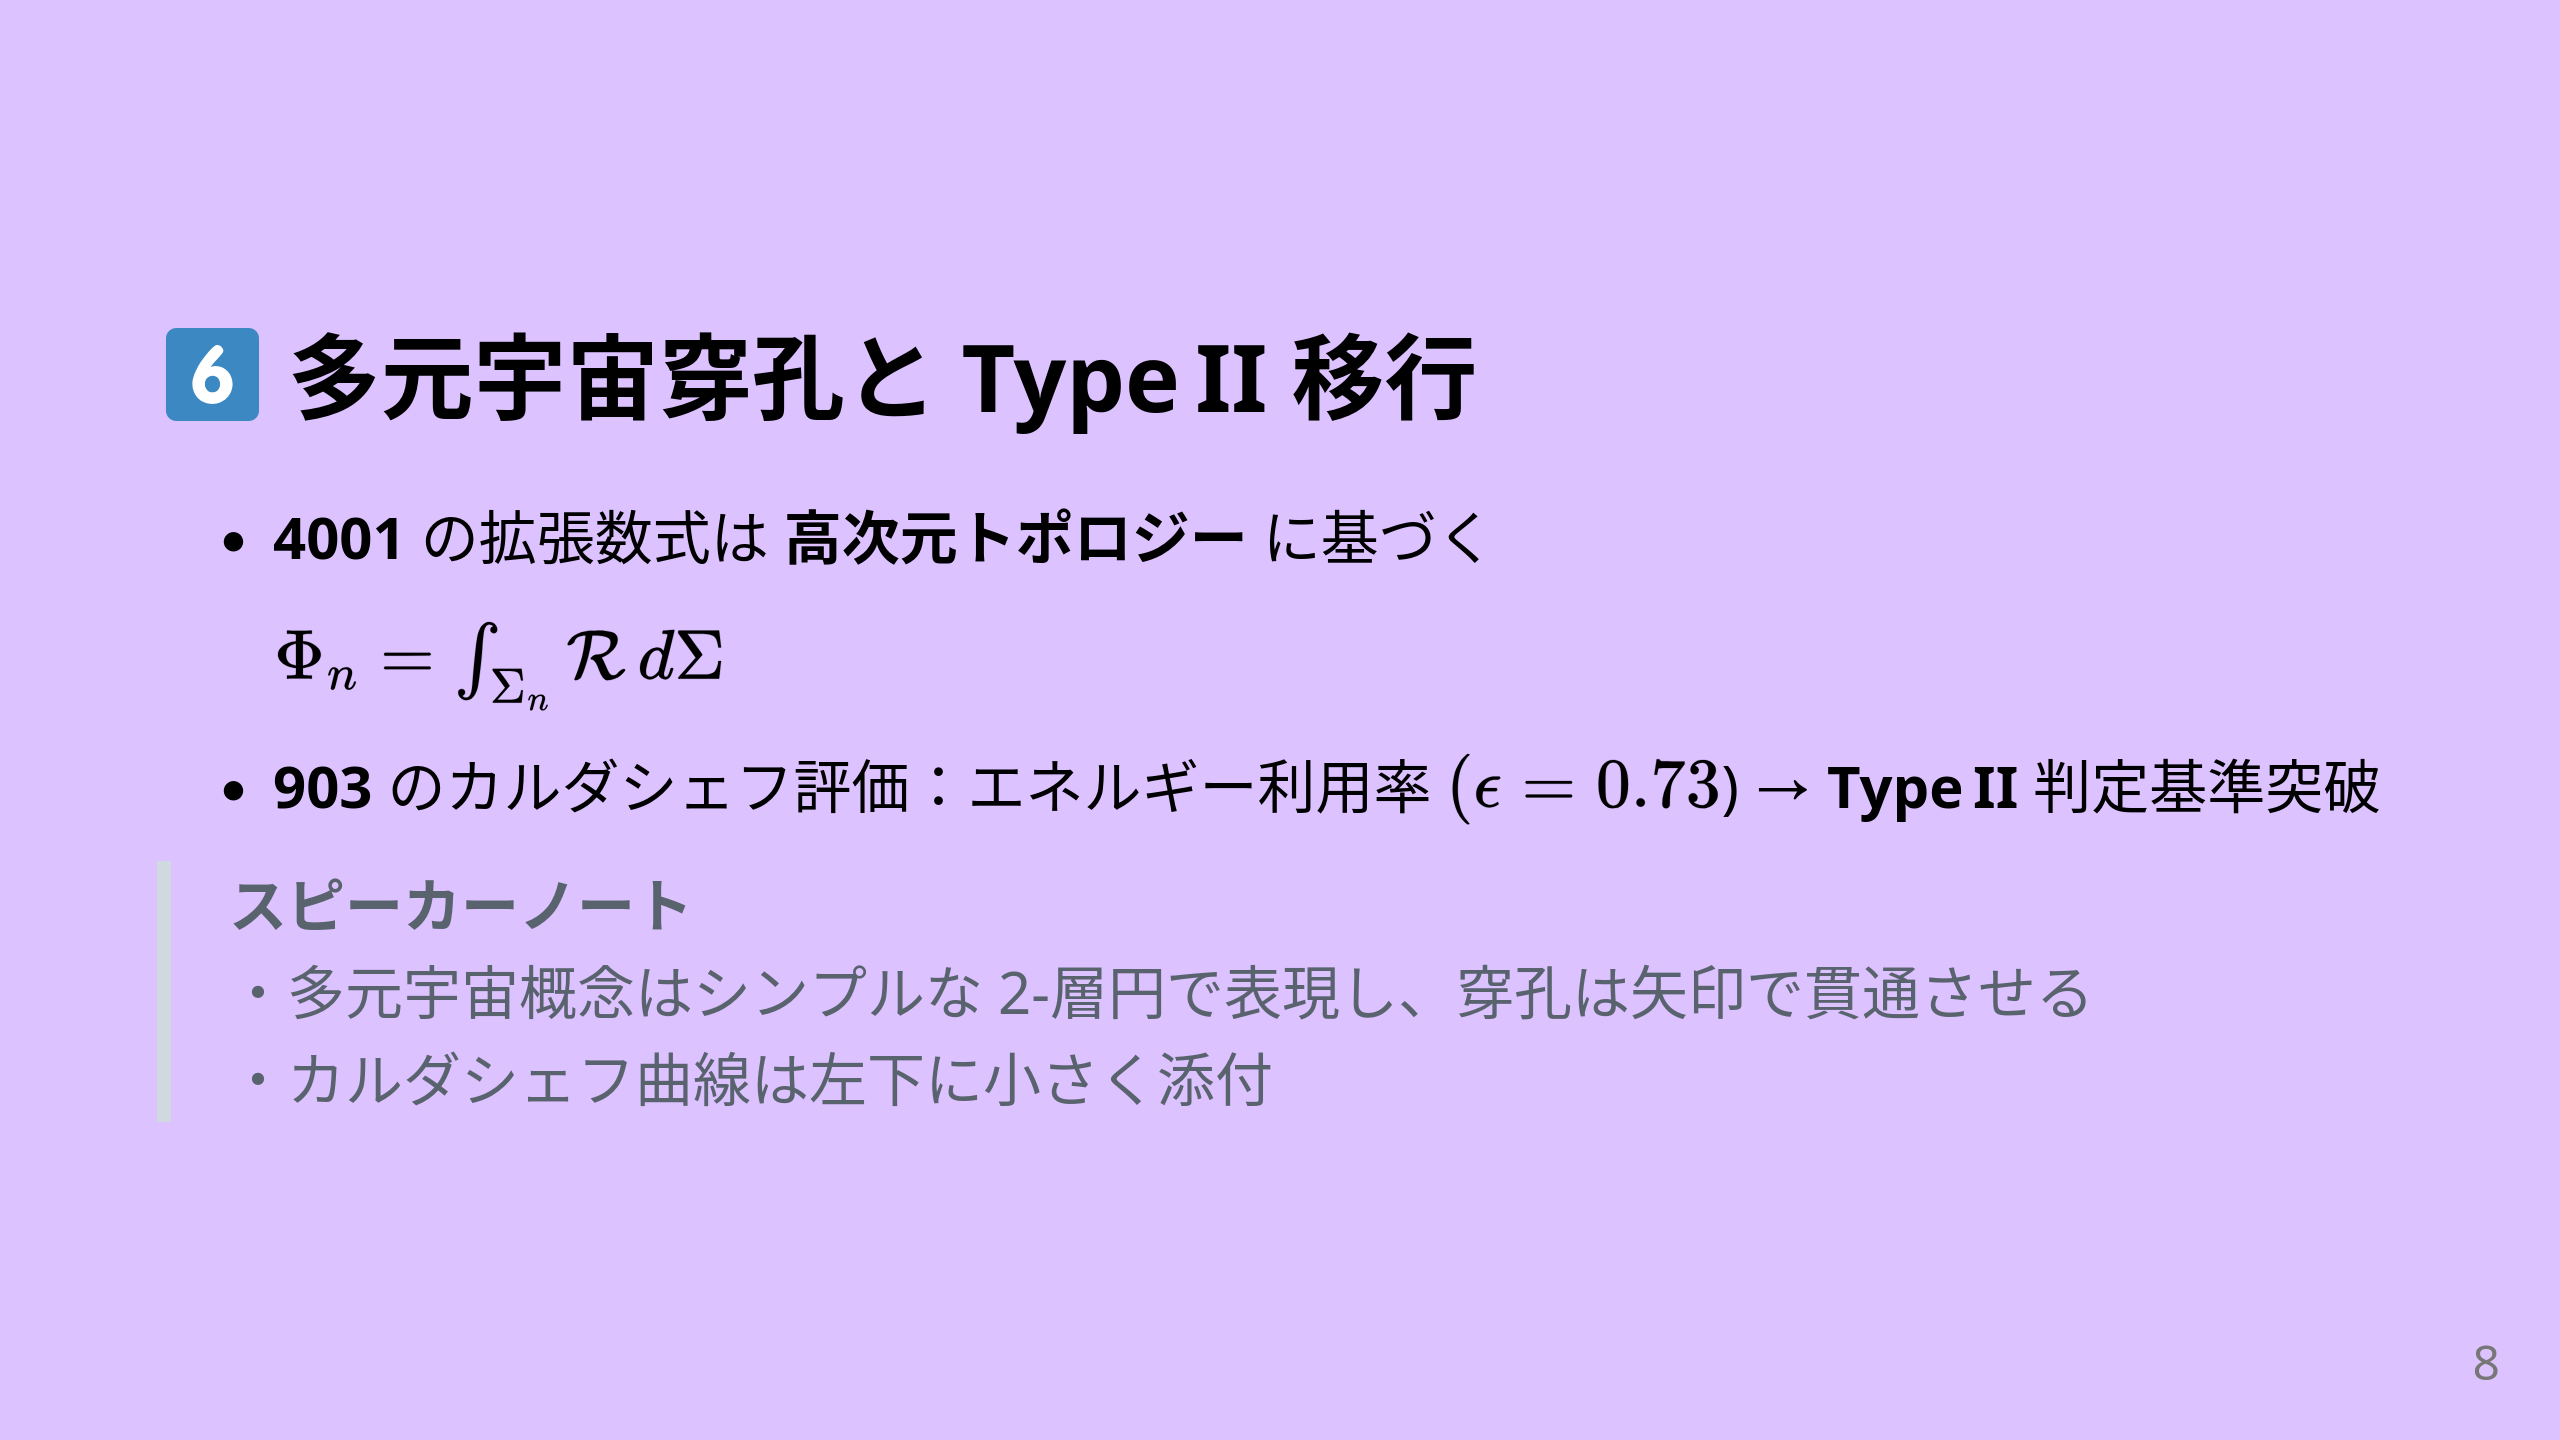 6️⃣ 多元宇宙穿孔と Type II 移行
• 4001 の拡張数式は 高次元トポロジー に基づく
Φₙ = ∫_Σₙ ℛ dΣ
• 903 のカルダシェフ評価：エネルギー利用率 (ϵ = 0.73) → Type II 判定基準突破
スピーカーノート
・多元宇宙概念はシンプルな 2-層円で表現し、穿孔は矢印で貫通させる
・カルダシェフ曲線は左下に小さく添付
8